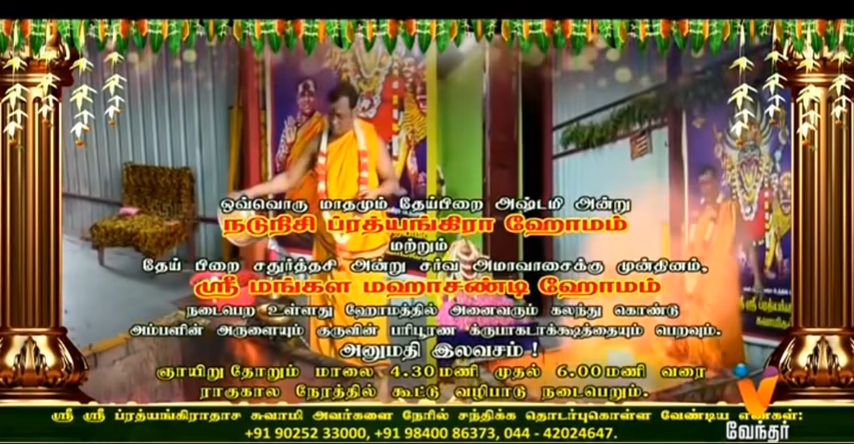 ஒவ்வொரு மாதமும் தேய்பிறை அஷ்டமி அன்று
நடுநிசி ப்ரத்யங்கிரா ஹோமம்
மற்றும்
தேய் பிறை சதுர்த்தசி அன்று சர்வ அமாவாசைக்கு முன்தினம்,
ஸ்ரீ மங்கள மஹாசண்டி ஹோமம்
நடைபெற உள்ளது ஹோமத்தில் அனைவரும் கலந்து கொண்டு
அம்பளின் அருளையும் குருவின் பரிபூரண க்ருபாகடாக்ஷத்தையும் பெறவும்.
அனுமதி இலவசம் !
ஞாயிறு தோறும் மாலை 4.30மணி முதல் 6.00மணி வரை
ராகுகால நேரத்தில் கூட்டு வழிபாடு நடைபெறும்.
ஸ்ரீ ஸ்ரீ ப்ரத்யங்கிராதாச சுவாமி அவர்களை நேரில் சந்திக்க தொடர்புகொள்ள வேண்டிய எண்கள்:
+91 90252 33000, +91 98400 86373, 044 - 42024647.
வேந்தர்